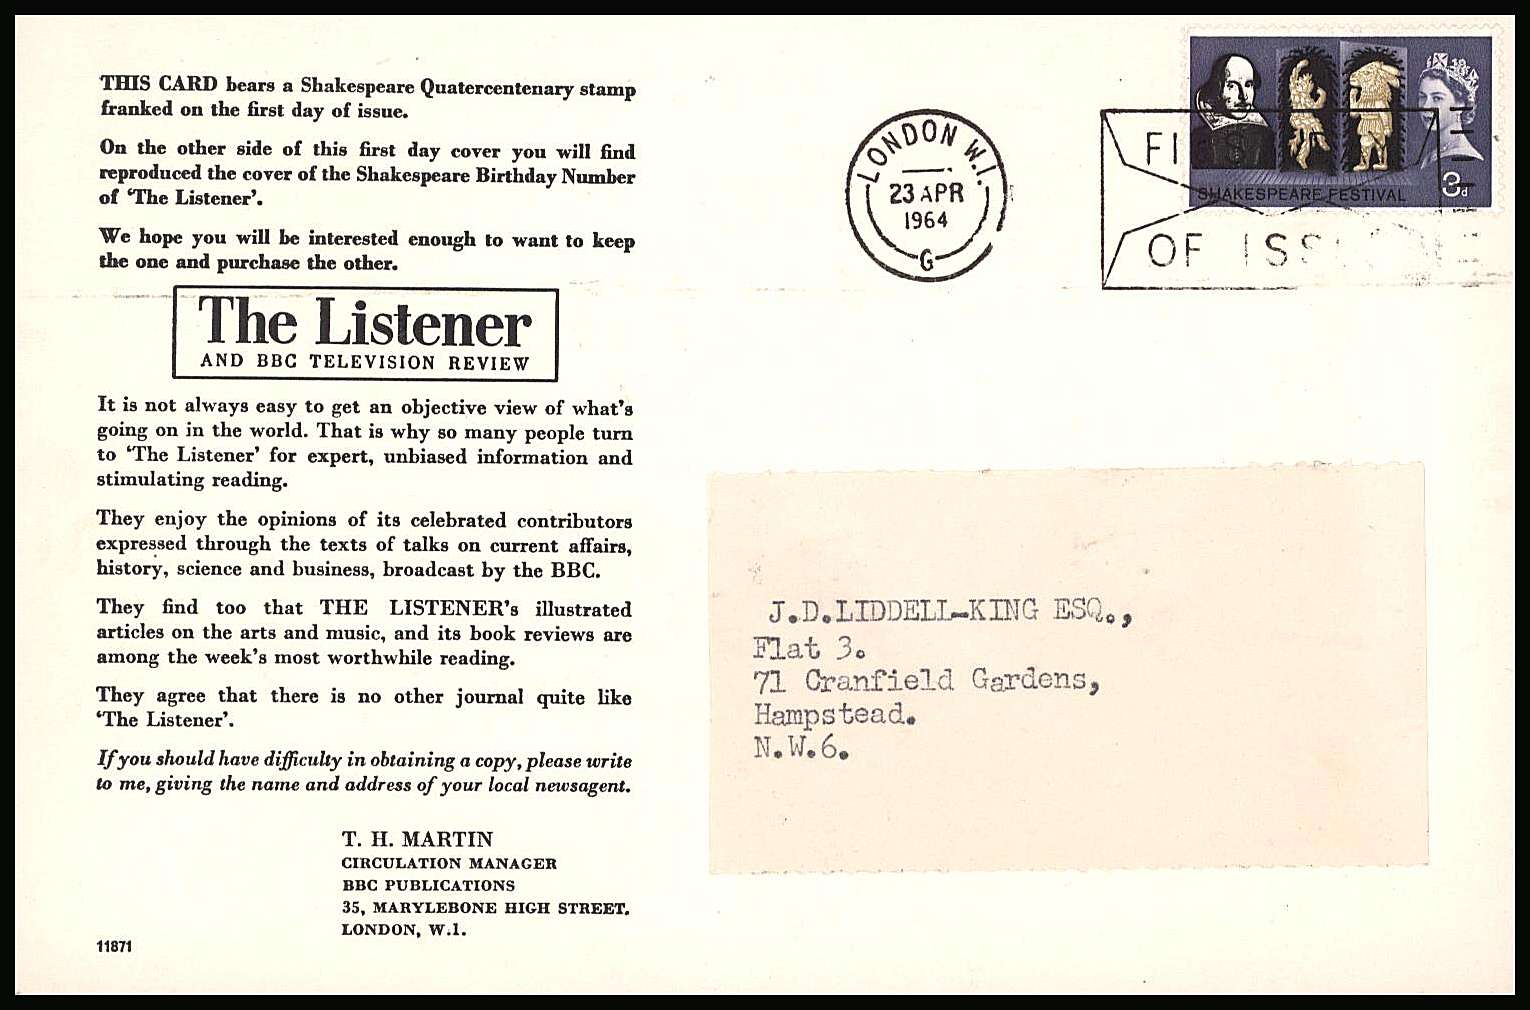 THIS CARD bears a Shakespeare Quatercentenary stamp
franked on the first day of issue.
On the other side of this first day cover you will find
reproduced the cover of the Shakespeare Birthday Number
of ‘The Listener’.
We hope you will be interested enough to want to keep
the one and purchase the other.
The Listener
AND BBC TELEVISION REVIEW
It is not always easy to get an objective view of what’s
going on in the world. That is why so many people turn
to ‘The Listener’ for expert, unbiased information and
stimulating reading.
They enjoy the opinions of its celebrated contributors
expressed through the texts of talks on current affairs,
history, science and business, broadcast by the BBC.
They find too that THE LISTENER’s illustrated
articles on the arts and music, and its book reviews are
among the week’s most worthwhile reading.
They agree that there is no other journal quite like
‘The Listener’.
If you should have difficulty in obtaining a copy, please write
to me, giving the name and address of your local newsagent.
T. H. MARTIN
CIRCULATION MANAGER
BBC PUBLICATIONS
35, MARYLEBONE HIGH STREET.
LONDON, W.1.
11871
LONDON W.1.
23 APR
1964
G
SHAKESPEARE FESTIVAL
3d
OF
J.D.LIDDELL-KING ESQ.,
Flat 3.
71 Cranfield Gardens,
Hampstead.
N.W.6.